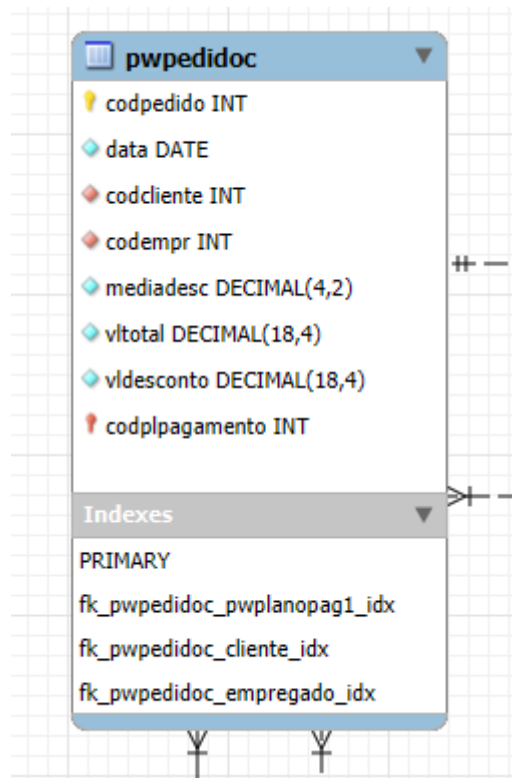 pwpedidoc
codpedido INT
data DATE
codcliente INT
codempr INT
mediadesc DECIMAL(4,2)
vltotal DECIMAL(18,4)
vldesconto DECIMAL(18,4)
codplpagamento INT
Indexes
PRIMARY
fk_pwpedidoc_pwplanopag1_idx
fk_pwpedidoc_cliente_idx
fk_pwpedidoc_empregado_idx